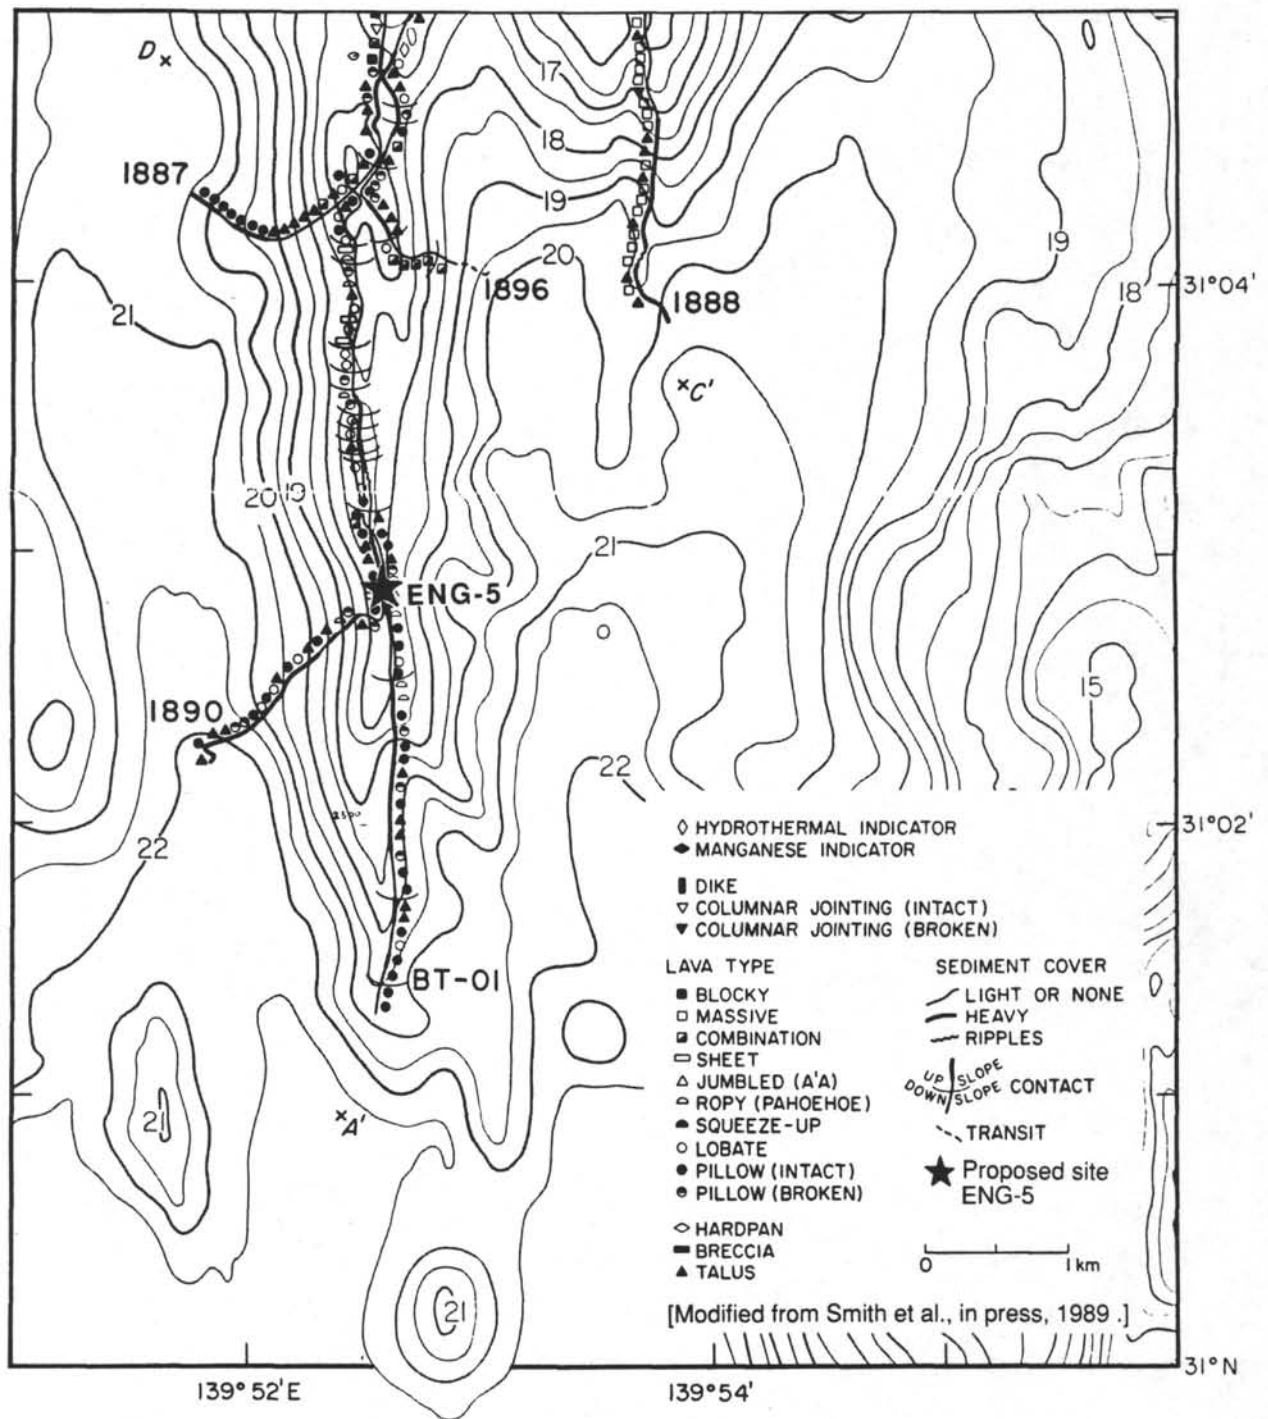 D
17
18
1887
19
19
20
1896
1888
31°04'
21
18
C'
20
19
21
ENG-5
15
1890
22
2500
22
31°02'
BT-01
HYDROTHERMAL INDICATOR
MANGANESE INDICATOR
DIKE
COLUMNAR JOINTING (INTACT)
COLUMNAR JOINTING (BROKEN)
LAVA TYPE
BLOCKY
MASSIVE
COMBINATION
SHEET
JUMBLED (A'A)
ROPY (PAHOEHOE)
SQUEEZE-UP
LOBATE
PILLOW (INTACT)
PILLOW (BROKEN)
HARDPAN
BRECCIA
TALUS
SEDIMENT COVER
LIGHT OR NONE
HEAVY
RIPPLES
UP SLOPE
DOWN SLOPE CONTACT
TRANSIT
Proposed site
ENG-5
0 1 km
[Modified from Smith et al., in press, 1989 .]
21
A'
21
31°N
139°52'E
139°54'